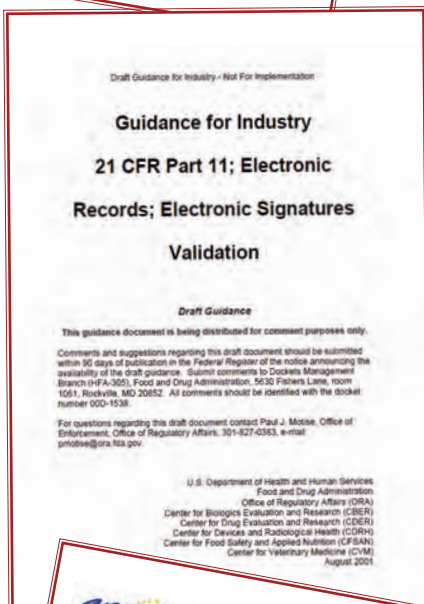 Draft Guidance for Industry - Not For Implementation
Guidance for Industry
21 CFR Part 11; Electronic
Records; Electronic Signatures
Validation
Draft Guidance
This guidance document is being distributed for comment purposes only.
Comments and suggestions regarding this draft document should be submitted
within 90 days of publication in the Federal Register of the notice announcing the
availability of the draft guidance. Submit comments to Dockets Management
Branch (HFA-305), Food and Drug Administration, 5630 Fishers Lane, room
1061, Rockville, MD 20852. All comments should be identified with the docket
number 00D-1538.
For questions regarding this draft document contact Paul J. Motise, Office of
Enforcement, Office of Regulatory Affairs, 301-827-0383, e-mail:
pmotise@ora.fda.gov.
U.S. Department of Health and Human Services
Food and Drug Administration
Office of Regulatory Affairs (ORA)
Center for Biologics Evaluation and Research (CBER)
Center for Drug Evaluation and Research (CDER)
Center for Devices and Radiological Health (CDRH)
Center for Food Safety and Applied Nutrition (CFSAN)
Center for Veterinary Medicine (CVM)
August 2001